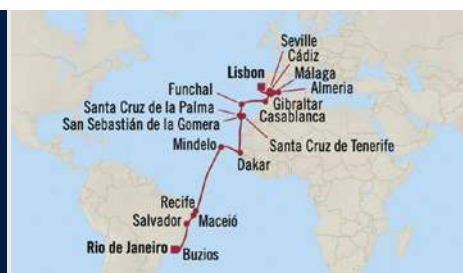 Seville
Cádiz
Lisbon
Málaga
Almeria
Funchal
Gibraltar
Santa Cruz de la Palma
Casablanca
San Sebastián de la Gomera
Santa Cruz de Tenerife
Mindelo
Dakar
Recife
Salvador
Maceió
Rio de Janeiro
Buzios